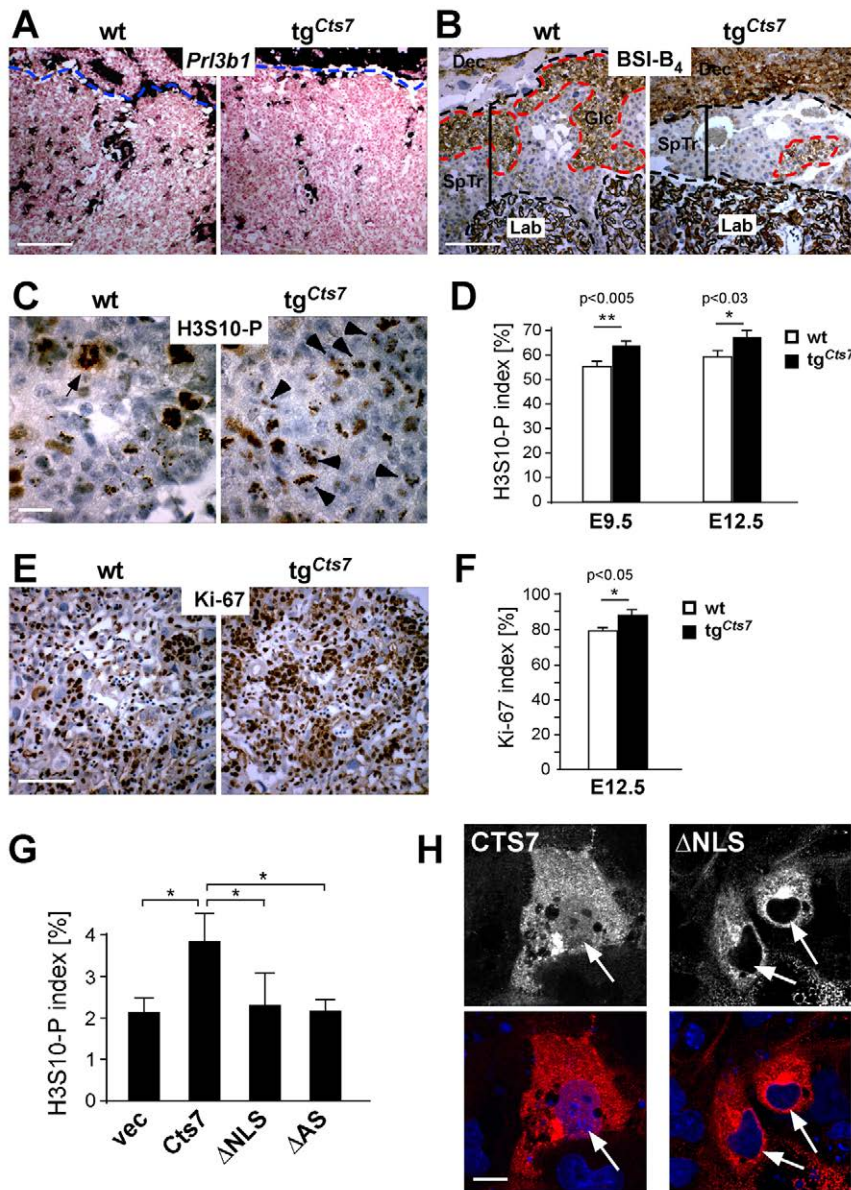 A
wt
tgCts7
Prl3b1
B
wt
tgCts7
BSI-B4
Dec
Dec
Glc
SpTr
SpTr
Lab
Lab
C
wt
tgCts7
H3S10-P
D
p<0.005
p<0.03
**
*
wt
tgCts7
H3S10-P index [%]
70
60
50
40
30
20
10
0
E9.5
E12.5
E
wt
tgCts7
Ki-67
F
p<0.05
*
wt
tgCts7
Ki-67 index [%]
100
80
60
40
20
0
E12.5
G
*
*
*
H3S10-P index [%]
4
3
2
1
0
vec
Cts7
ΔNLS
ΔAS
H
CTS7
ΔNLS